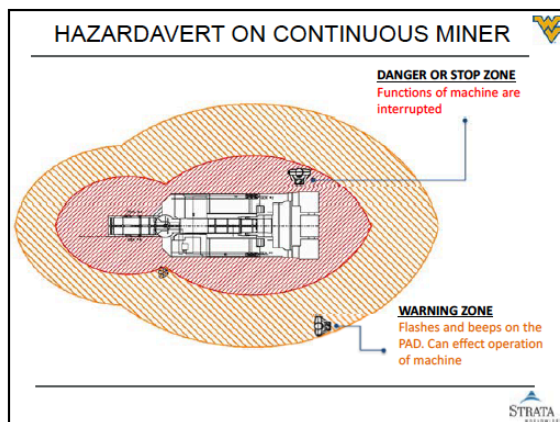 HAZARDAVERT ON CONTINUOUS MINER
DANGER OR STOP ZONE
Functions of machine are
interrupted
WARNING ZONE
Flashes and beeps on the
PAD. Can effect operation
of machine
STRATA
WORLDWIDE